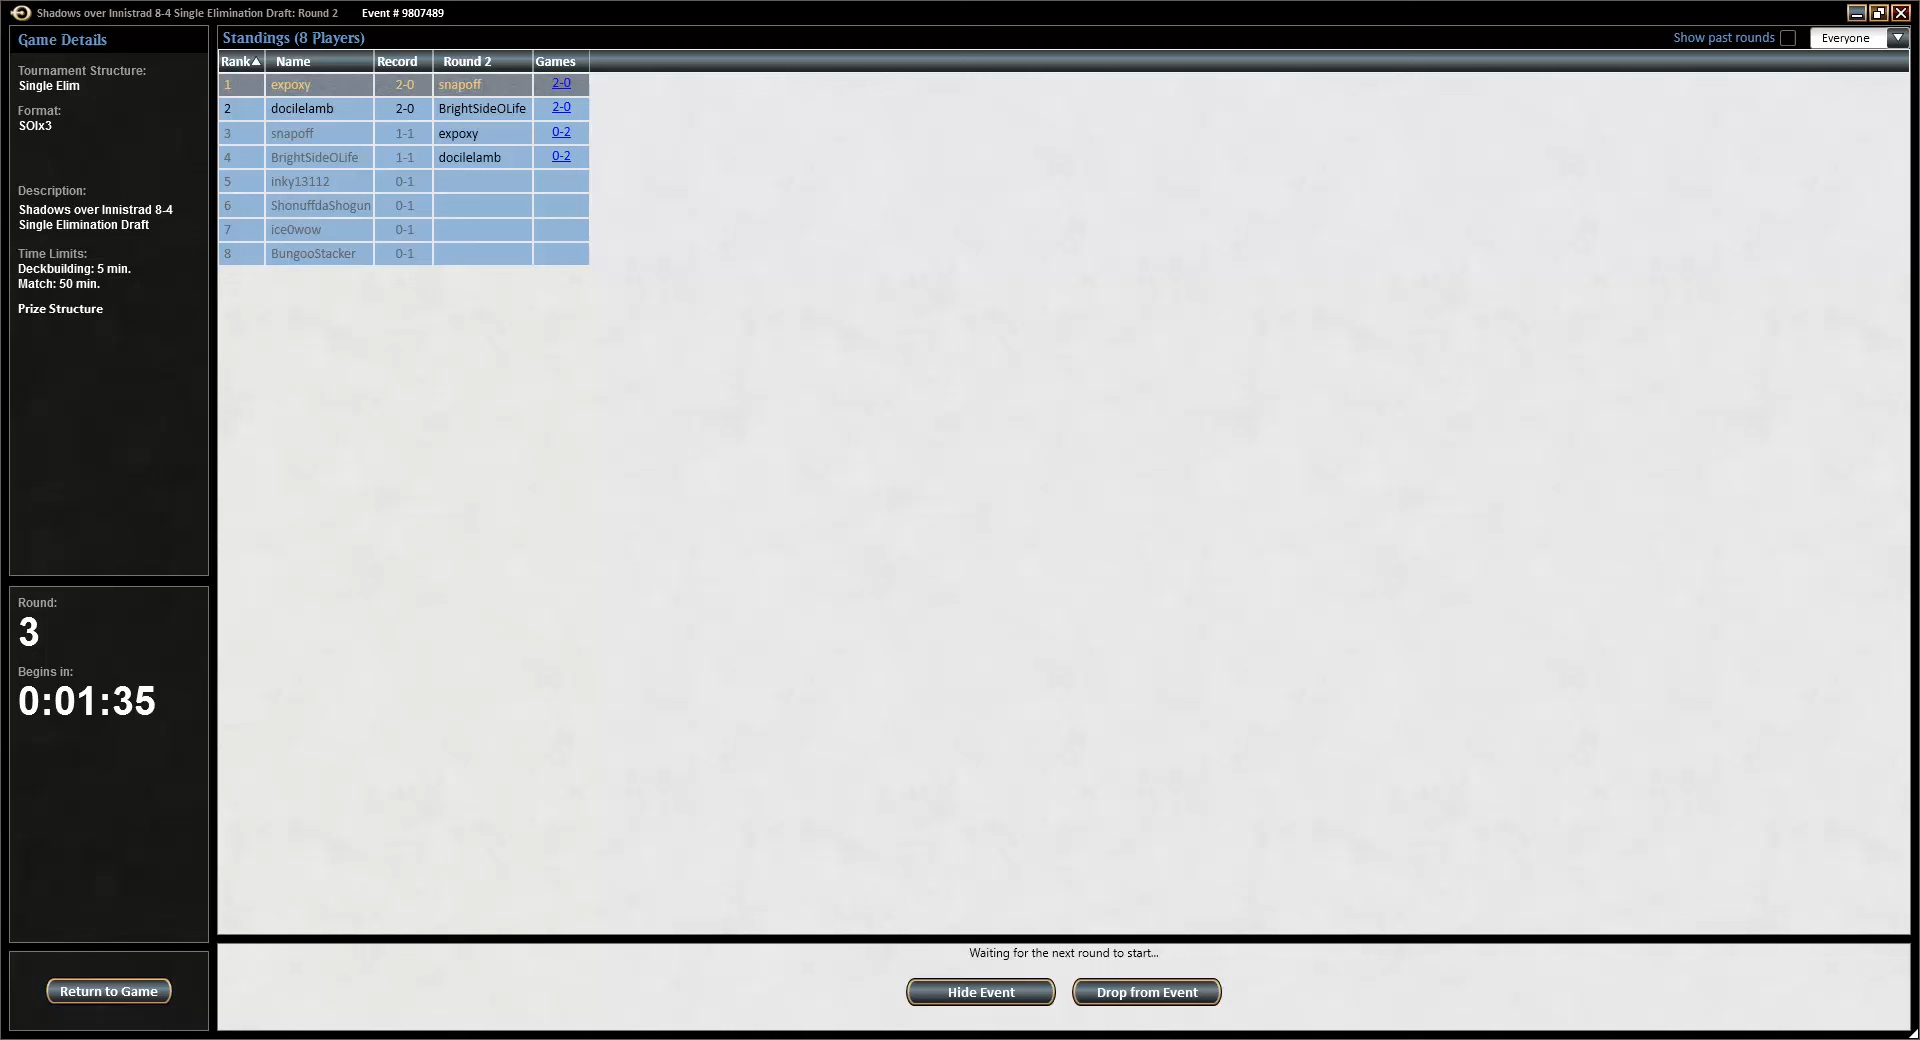 Shadows over Innistrad 8-4 Single Elimination Draft: Round 2 Event # 9807489
Game Details
Tournament Structure:
Single Elim
Format:
SOIx3
Description:
Shadows over Innistrad 8-4
Single Elimination Draft
Time Limits:
Deckbuilding: 5 min.
Match: 50 min.
Prize Structure
Round:
3
Begins in:
0:01:35
Return to Game
Standings (8 Players) Show past rounds Everyone
Rank Name Record Round 2 Games
1 expoxy 2-0 snapoff 2-0
2 docilelamb 2-0 BrightSideOLife 2-0
3 snapoff 1-1 expoxy 0-2
4 BrightSideOLife 1-1 docilelamb 0-2
5 inky13112 0-1
6 ShonuffdaShogun 0-1
7 ice0wow 0-1
8 BungooStacker 0-1
Waiting for the next round to start...
Hide Event Drop from Event